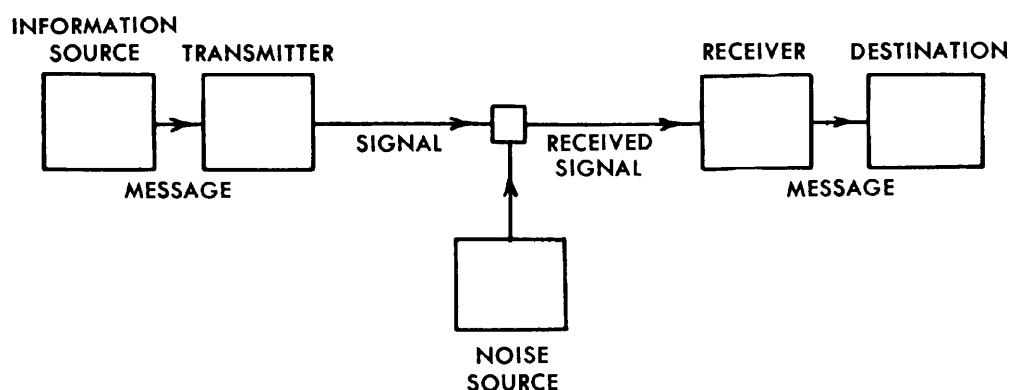 INFORMATION
SOURCE
TRANSMITTER
RECEIVER
DESTINATION
SIGNAL
RECEIVED
SIGNAL
MESSAGE
MESSAGE
NOISE
SOURCE